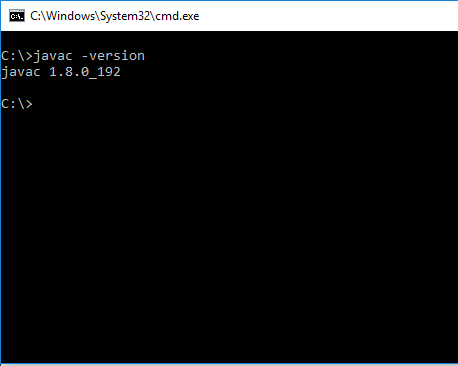 C:\Windows\System32\cmd.exe
C:\>javac -version
javac 1.8.0_192
C:\>